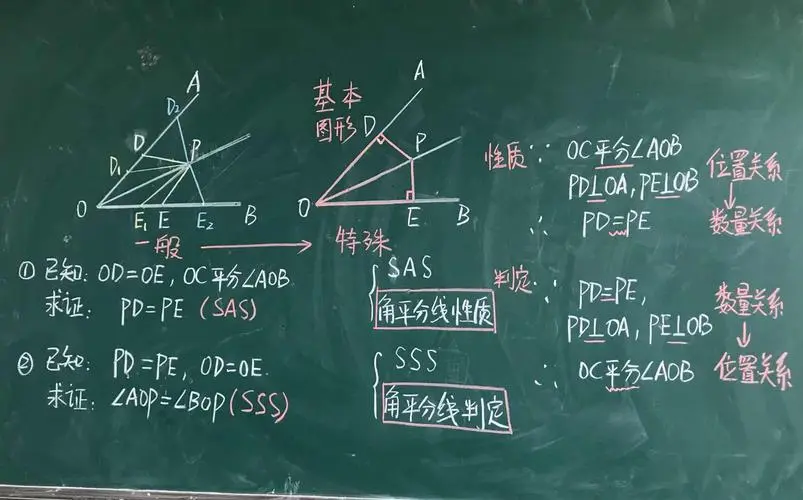 A
D₂
D
P
D₁
O
E₁ E E₂ B
一般
特殊
基本
图形
A
D
P
O
E
B
① 已知: OD=OE, OC平分∠AOB
求证: PD=PE (SAS)
② 已知: PD=PE, OD=OE.
求证: ∠AOP=∠BOP (SSS)
SAS
角平分线性质
SSS
角平分线判定
性质: ∵ OC平分∠AOB 位置关系
PD⊥OA, PE⊥OB ↓
∴ PD=PE 数量关系
判定: ∵ PD=PE, 数量关系
PD⊥OA, PE⊥OB ↓
∴ OC平分∠AOB 位置关系